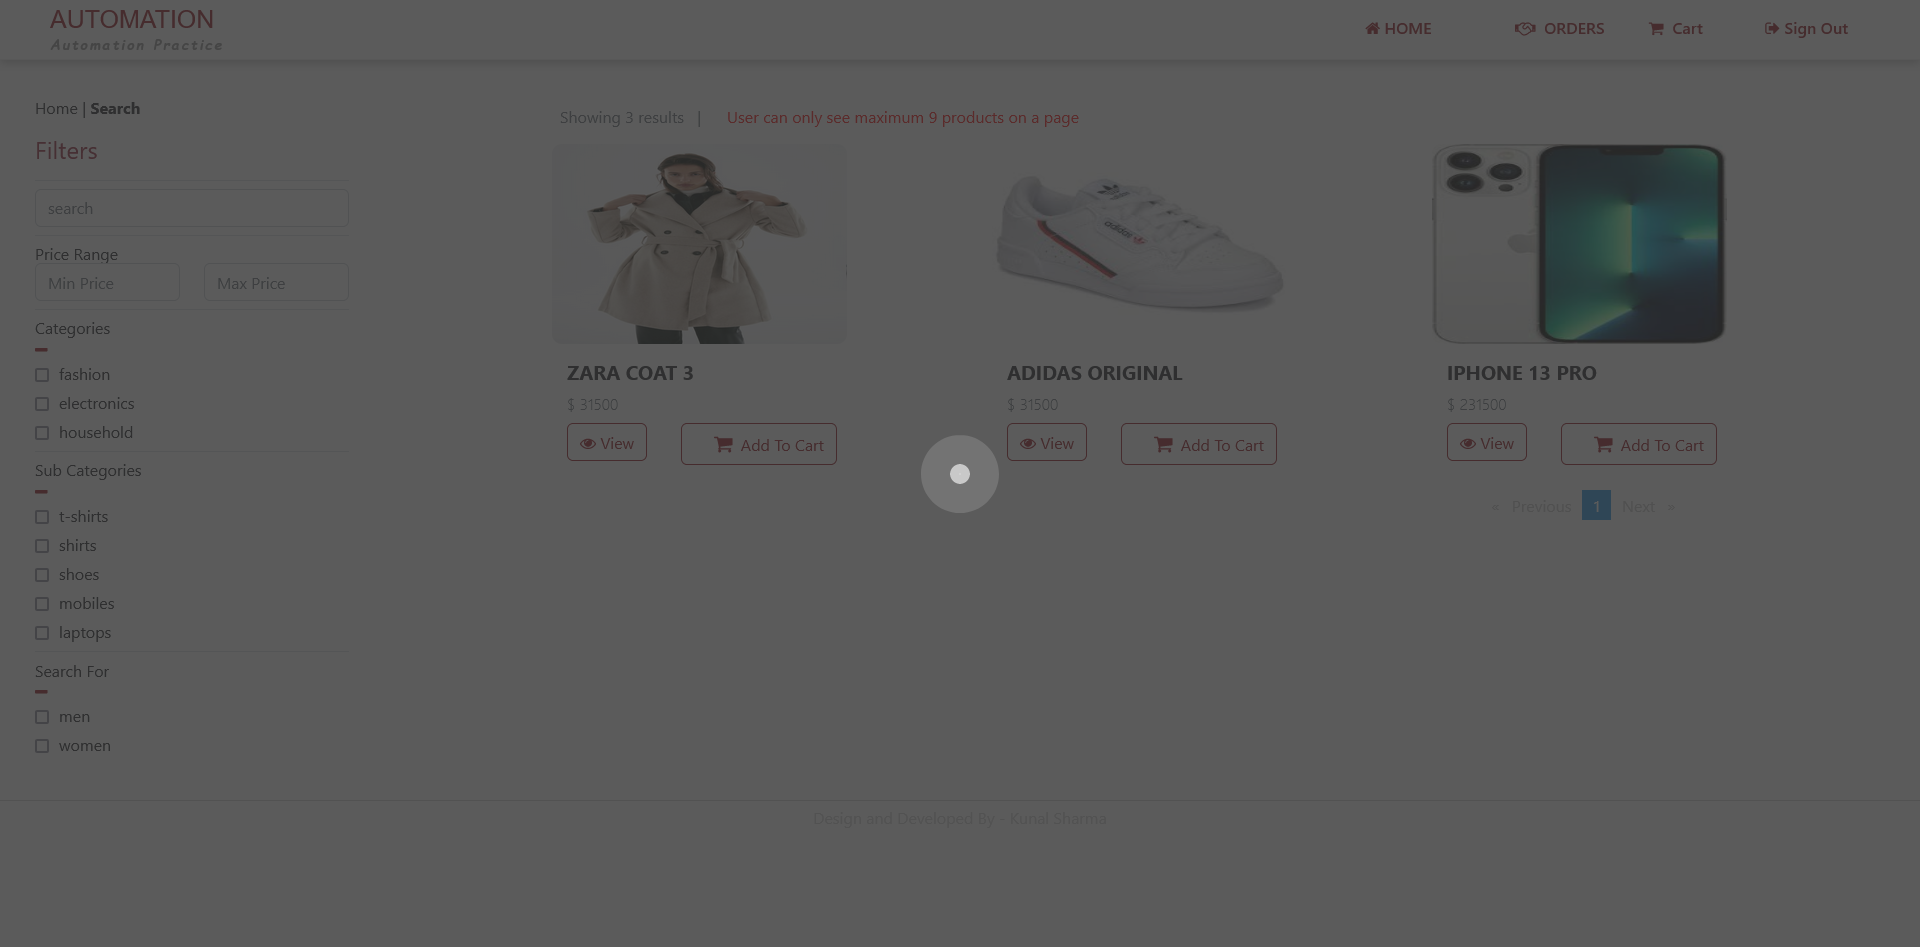 AUTOMATION
Automation Practice
HOME
ORDERS
Cart
Sign Out
Home | Search
Filters
search
Price Range
Min Price
Max Price
Categories
fashion
electronics
household
Sub Categories
t-shirts
shirts
shoes
mobiles
laptops
Search For
men
women
Showing 3 results |
User can only see maximum 9 products on a page
ZARA COAT 3
$ 31500
View
Add To Cart
adidas
ADIDAS ORIGINAL
$ 31500
View
Add To Cart
IPHONE 13 PRO
$ 231500
View
Add To Cart
« Previous 1 Next »
Design and Developed By - Kunal Sharma